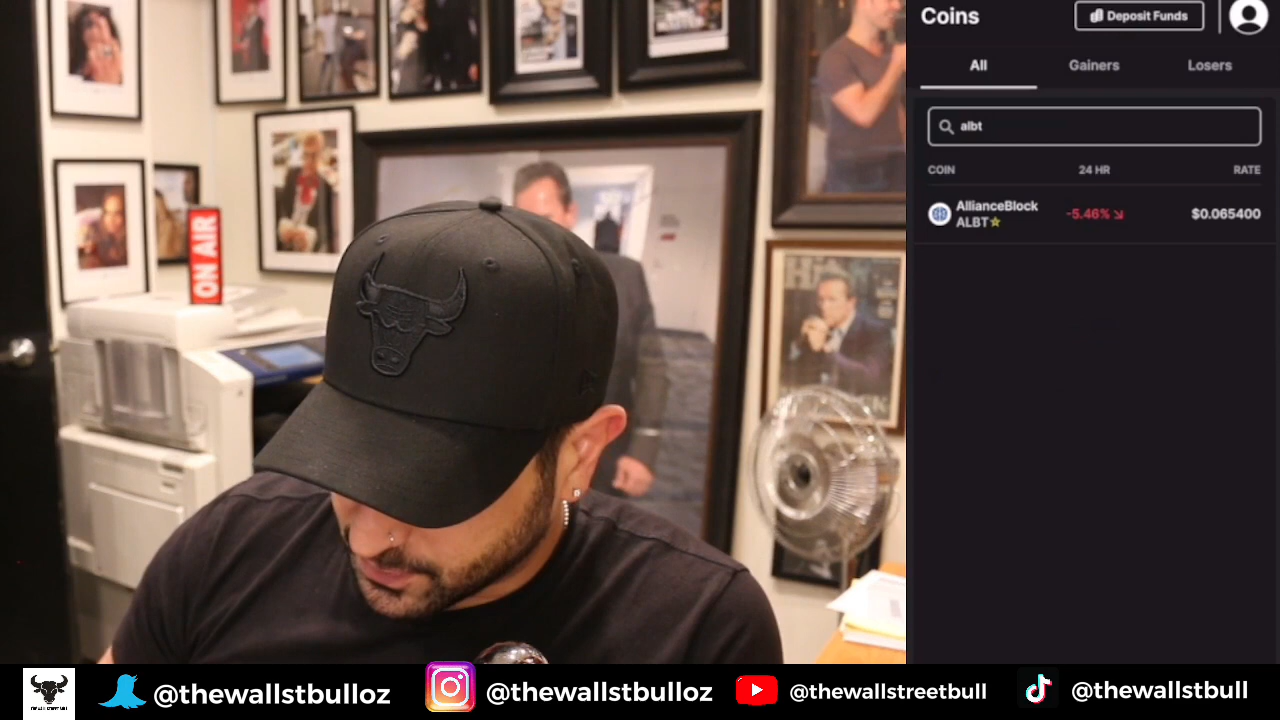 Coins
Deposit Funds
All
Gainers
Losers
albt
COIN
24 HR
RATE
AllianceBlock
ALBT
-5.46%
$0.065400
ON AIR
@thewallstbulloz
@thewallstbulloz
@thewallstreetbull
@thewallstbull